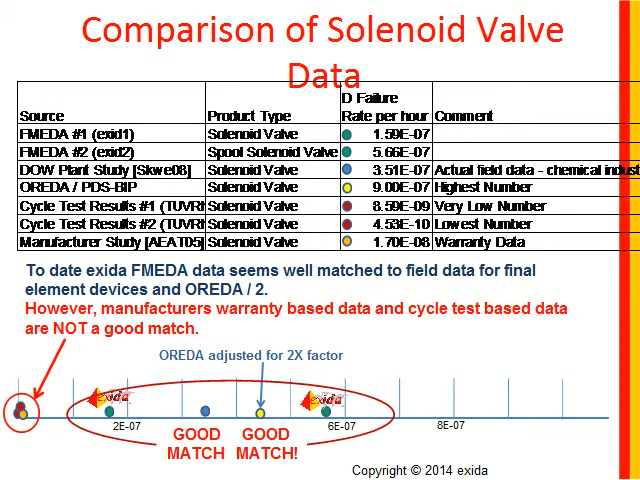 Comparison of Solenoid Valve
Data
D Failure
Source Product Type Rate per hour Comment
FMEDA #1 (exid1) Solenoid Valve 1.59E-07
FMEDA #2 (exid2) Spool Solenoid Valve 5.66E-07
DOW Plant Study [Skwe08] Solenoid Valve 3.51E-07 Actual field data - chemical indust
OREDA / PDS-BIP Solenoid Valve 9.00E-07 Highest Number
Cycle Test Results #1 (TUVR Solenoid Valve 8.59E-09 Very Low Number
Cycle Test Results #2 (TUVR Solenoid Valve 4.53E-10 Lowest Number
Manufacturer Study [AEAT05] Solenoid Valve 1.70E-08 Warranty Data
To date exida FMEDA data seems well matched to field data for final
element devices and OREDA / 2.
However, manufacturers warranty based data and cycle test based data
are NOT a good match.
OREDA adjusted for 2X factor
exida exida
2E-07 6E-07 8E-07
GOOD GOOD
MATCH MATCH!
Copyright © 2014 exida